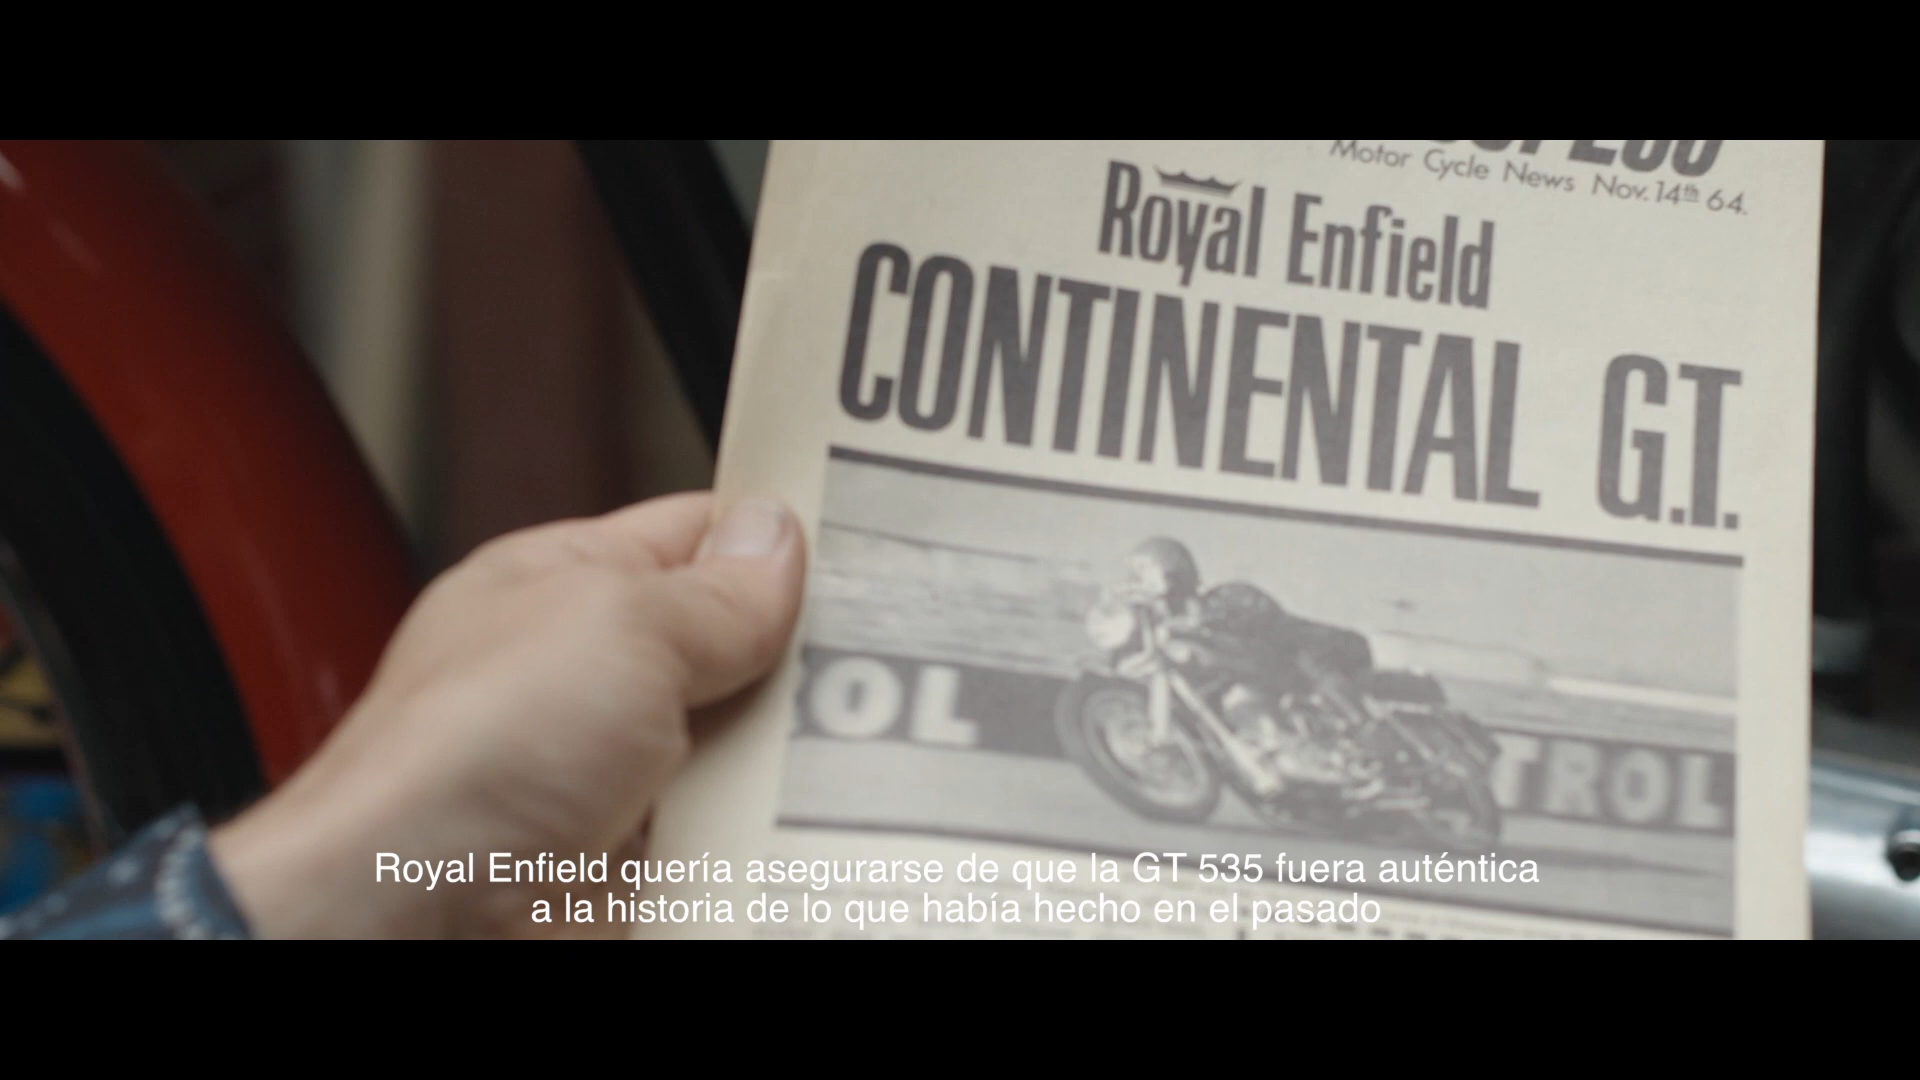 Motor Cycle News Nov. 14th 64.
Royal Enfield
CONTINENTAL G.T.
OL
TROL
Royal Enfield quería asegurarse de que la GT 535 fuera auténtica
a la historia de lo que había hecho en el pasado